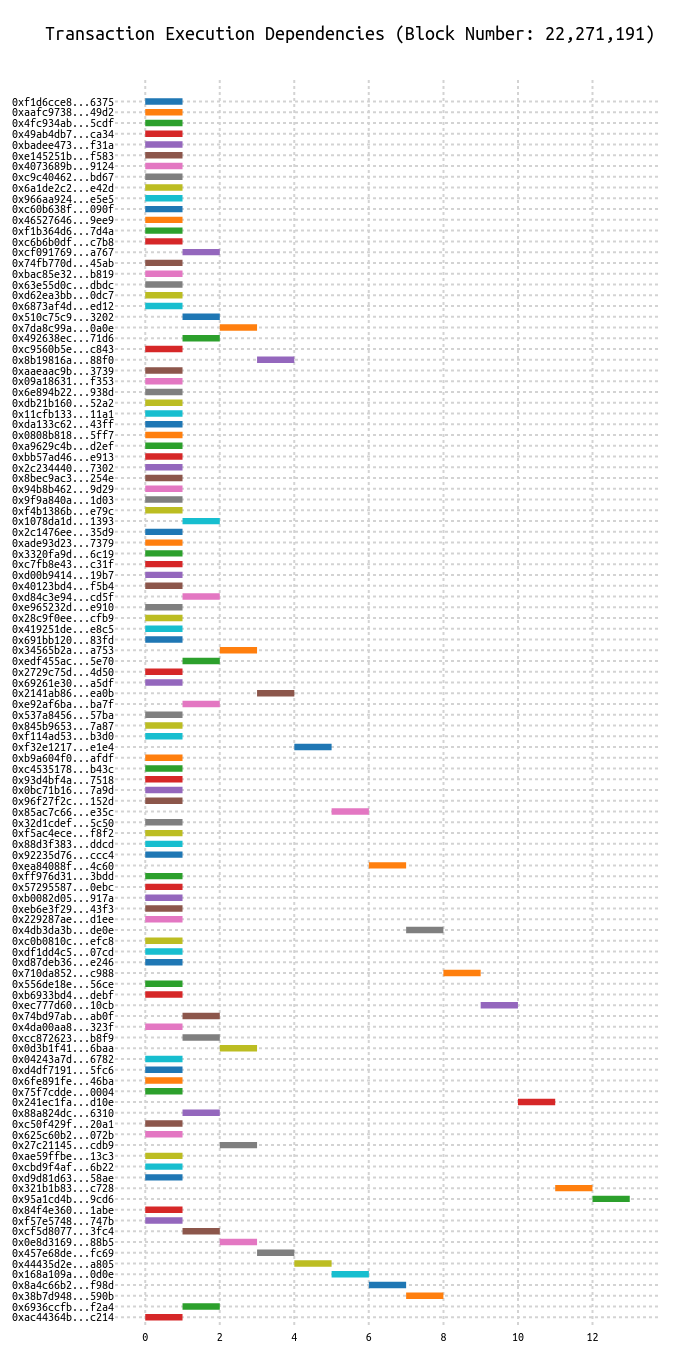 Transaction Execution Dependencies (Block Number: 22,271,191)
0xf1d6cce8...6375
0xaafc9738...49d2
0x4fc934ab...5cdf
0x49ab4db7...ca34
0xbadee473...f31a
0xe145251b...f583
0x4073689b...9124
0xc9c40462...bd67
0x6a1de2c2...e42d
0x966aa924...e5e5
0xc60b638f...090f
0x46527646...9ee9
0xf1b364d6...7d4a
0xc6b6b0df...c7b8
0xcf091769...a767
0x74fb770d...45ab
0xbac85e32...b819
0x63e55d0c...dbdc
0xd62ea3bb...0dc7
0x6873af4d...ed12
0x510c75c9...3202
0x7da8c99a...0a0e
0x492638ec...71d6
0xc9560b5e...c843
0x8b19816a...88f0
0xaaeaac9b...3739
0x09a18631...f353
0x6e894b22...938d
0xdb21b160...52a2
0x11cfb133...11a1
0xda133c62...43ff
0x0808b818...5ff7
0xa9629c4b...d2ef
0xbb57ad46...e913
0x2c234440...7302
0x8bec9ac3...254e
0x94b8b462...9d29
0x9f9a840a...1d03
0xf4b1386b...e79c
0x1078da1d...1393
0x2c1476ee...35d9
0xade93d23...7379
0x3320fa9d...6c19
0xc7fb8e43...c31f
0xd00b9414...19b7
0x40123bd4...f5b4
0xd84c3e94...cd5f
0xe965232d...e910
0x28c9f0ee...cfb9
0x419251de...e8c5
0x691bb120...83fd
0x34565b2a...a753
0xedf455ac...5e70
0x2729c75d...4d50
0x69261e30...a5df
0x2141ab86...ea0b
0xe92af6ba...ba7f
0x537a8456...57ba
0x845b9653...7a87
0xf114ad53...b3d0
0xf32e1217...e1e4
0xb9a604f0...afdf
0xc4535178...b43c
0x93d4bf4a...7518
0x0bc71b16...7a9d
0x96f27f2c...152d
0x85ac7c66...e35c
0x32d1cdef...5c50
0xf5ac4ece...f8f2
0x88d3f383...ddcd
0x92235d76...ccc4
0xea84088f...4c60
0xff976d31...3bdd
0x57295587...0ebc
0xb0082d05...917a
0xeb6e3f29...43f3
0x229287ae...d1ee
0x4db3da3b...de0e
0xc0b0810c...efc8
0xdf1dd4c5...07cd
0xd87deb36...e246
0x710da852...c988
0x556de18e...56ce
0xb6933bd4...debf
0xec777d60...10cb
0x74bd97ab...ab0f
0x4da00aa8...323f
0xcc872623...b8f9
0x0d3b1f41...6baa
0x04243a7d...6782
0xd4df7191...5fc6
0x6fe891fe...46ba
0x75f7cdde...0004
0x241ec1fa...d10e
0x88a824dc...6310
0xc50f429f...20a1
0x625c60b2...072b
0x27c21145...cdb9
0xae59ffbe...13c3
0xcbd9f4af...6b22
0xd9d81d63...58ae
0x321b1b83...c728
0x95a1cd4b...9cd6
0x84f4e360...1abe
0xf57e5748...747b
0xcf5d8077...3fc4
0x0e8d3169...88b5
0x457e68de...fc69
0x44435d2e...a805
0x168a109a...0d0e
0x8a4c66b2...f98d
0x38b7d948...590b
0x6936ccfb...f2a4
0xac44364b...c214
0 2 4 6 8 10 12